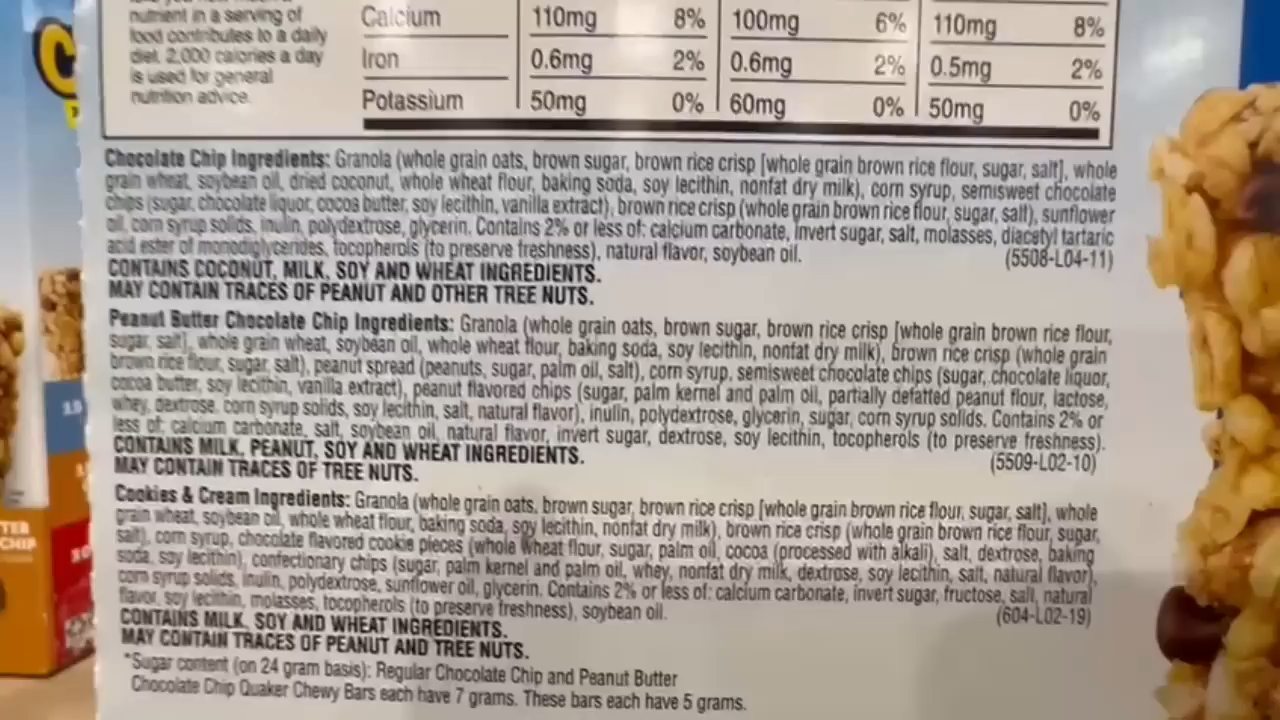 nutrient in a serving of
food contributes to a daily
diet. 2,000 calories a day
is used for general
nutrition advice.
Calcium 110mg 8% 100mg 6% 110mg 8%
Iron 0.6mg 2% 0.6mg 2% 0.5mg 2%
Potassium 50mg 0% 60mg 0% 50mg 0%
Chocolate Chip Ingredients: Granola (whole grain oats, brown sugar, brown rice crisp [whole grain brown rice flour, sugar, salt], whole
grain wheat, soybean oil, dried coconut, whole wheat flour, baking soda, soy lecithin, nonfat dry milk), corn syrup, semisweet chocolate
chips (sugar, chocolate liquor, cocoa butter, soy lecithin, vanilla extract), brown rice crisp (whole grain brown rice flour, sugar, salt), sunflower
oil, corn syrup solids, inulin, polydextrose, glycerin. Contains 2% or less of: calcium carbonate, invert sugar, salt, molasses, diacetyl tartaric
acid ester of monodiglycerides, tocopherols (to preserve freshness), natural flavor, soybean oil. (5508-L04-11)
CONTAINS COCONUT, MILK, SOY AND WHEAT INGREDIENTS.
MAY CONTAIN TRACES OF PEANUT AND OTHER TREE NUTS.
Peanut Butter Chocolate Chip Ingredients: Granola (whole grain oats, brown sugar, brown rice crisp [whole grain brown rice flour,
sugar, salt], whole grain wheat, soybean oil, whole wheat flour, baking soda, soy lecithin, nonfat dry milk), brown rice crisp (whole grain
brown rice flour, sugar, salt), peanut spread (peanuts, sugar, palm oil, salt), corn syrup, semisweet chocolate chips (sugar, chocolate liquor,
cocoa butter, soy lecithin, vanilla extract), peanut flavored chips (sugar, palm kernel and palm oil, partially defatted peanut flour, lactose,
whey, dextrose, corn syrup solids, soy lecithin, salt, natural flavor), inulin, polydextrose, glycerin, sugar, corn syrup solids. Contains 2% or
less of: calcium carbonate, salt, soybean oil, natural flavor, invert sugar, dextrose, soy lecithin, tocopherols (to preserve freshness).
CONTAINS MILK, PEANUT, SOY AND WHEAT INGREDIENTS. (5509-L02-10)
MAY CONTAIN TRACES OF TREE NUTS.
Cookies & Cream Ingredients: Granola (whole grain oats, brown sugar, brown rice crisp [whole grain brown rice flour, sugar, salt], whole
grain wheat, soybean oil, whole wheat flour, baking soda, soy lecithin, nonfat dry milk), brown rice crisp (whole grain brown rice flour, sugar,
salt), corn syrup, chocolate flavored cookie pieces (whole wheat flour, sugar, palm oil, cocoa (processed with alkali), salt, dextrose, baking
soda, soy lecithin), confectionary chips (sugar, palm kernel and palm oil, whey, nonfat dry milk, dextrose, soy lecithin, salt, natural flavor),
corn syrup solids, inulin, polydextrose, sunflower oil, glycerin. Contains 2% or less of: calcium carbonate, invert sugar, fructose, salt, natural
flavor, soy lecithin, molasses, tocopherols (to preserve freshness), soybean oil. (604-L02-19)
CONTAINS MILK, SOY AND WHEAT INGREDIENTS.
MAY CONTAIN TRACES OF PEANUT AND TREE NUTS.
*Sugar content (on 24 gram basis): Regular Chocolate Chip and Peanut Butter
Chocolate Chip Quaker Chewy Bars each have 7 grams. These bars each have 5 grams.
CHIP